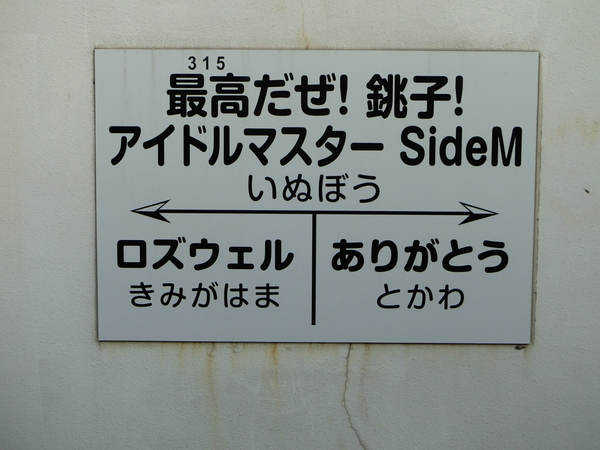 315
最高だぜ! 銚子!
アイドルマスター SideM
いぬぼう
ロズウェル
きみがはま
ありがとう
とかわ